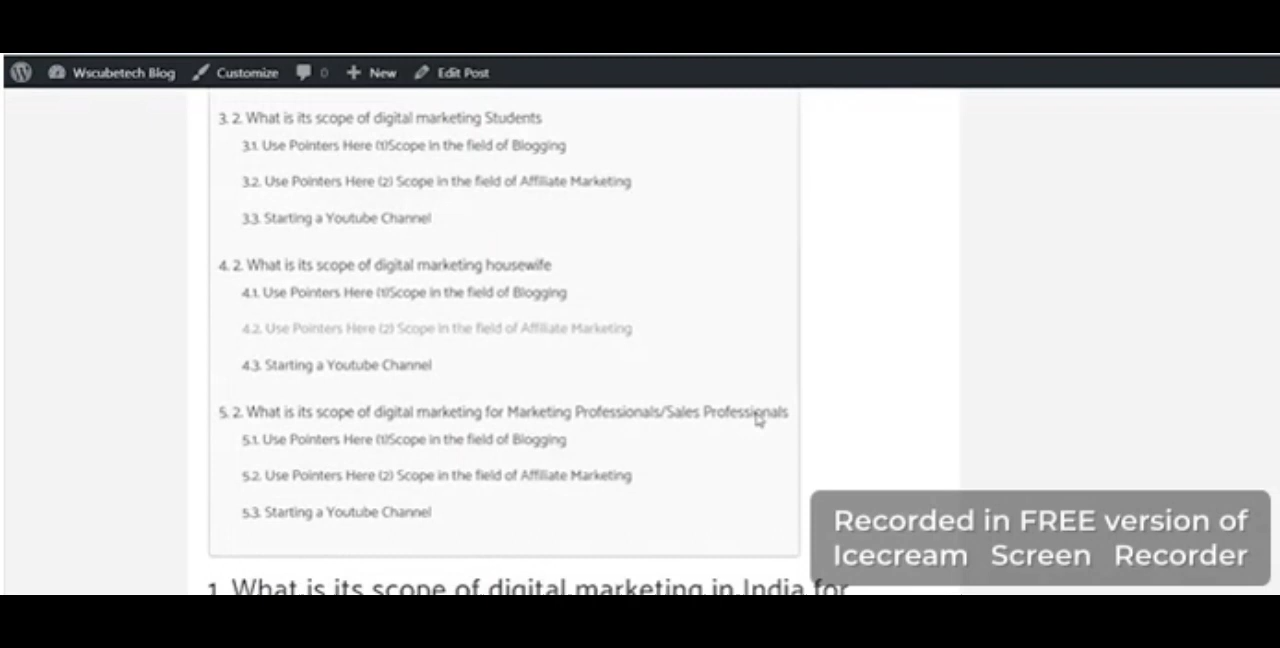 Wscubetech Blog Customize 0 New Edit Post
3. 2. What is its scope of digital marketing Students
3.1. Use Pointers Here (1)Scope in the field of Blogging
3.2. Use Pointers Here (2) Scope in the field of Affiliate Marketing
3.3. Starting a Youtube Channel
4. 2. What is its scope of digital marketing housewife
4.1. Use Pointers Here (1)Scope in the field of Blogging
4.2. Use Pointers Here (2) Scope in the field of Affiliate Marketing
4.3. Starting a Youtube Channel
5. 2. What is its scope of digital marketing for Marketing Professionals/Sales Professionals
5.1. Use Pointers Here (1)Scope in the field of Blogging
5.2. Use Pointers Here (2) Scope in the field of Affiliate Marketing
5.3. Starting a Youtube Channel
Recorded in FREE version of
Icecream Screen Recorder
1. What is its scope of digital marketing in India for